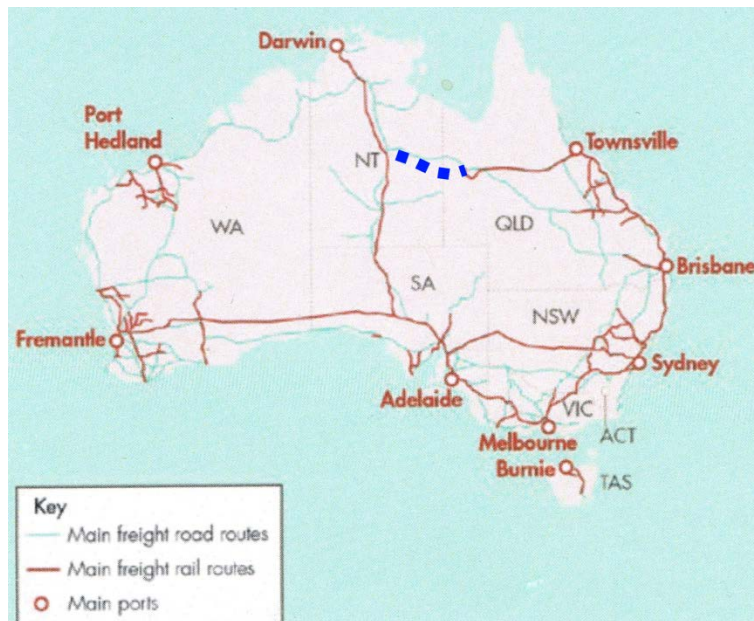 Darwin
Port
Hedland
Townsville
NT
WA
QLD
Brisbane
SA
NSW
Fremantle
Sydney
Adelaide
VIC
Melbourne
ACT
Burnie
TAS
Key
Main freight road routes
Main freight rail routes
Main ports